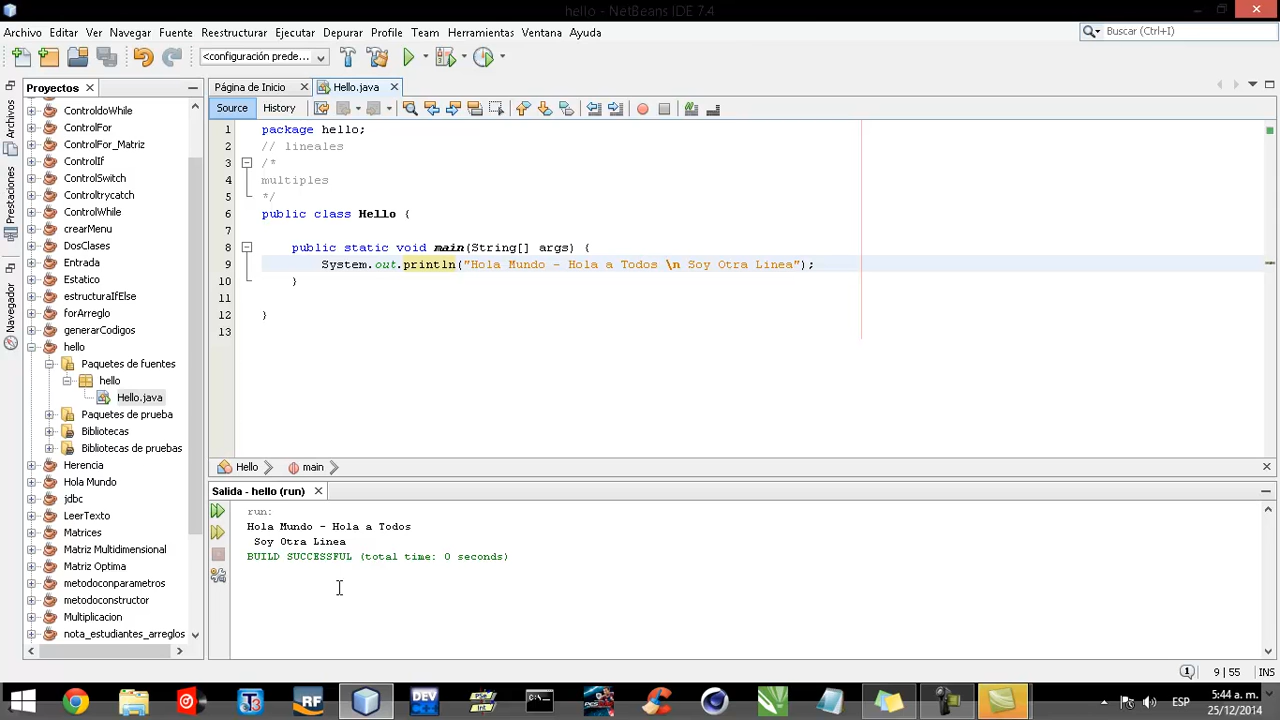 hello - NetBeans IDE 7.4
Archivo Editar Ver Navegar Fuente Reestructurar Ejecutar Depurar Profile Team Herramientas Ventana Ayuda
Buscar (Ctrl+I)
<configuración prede...
Proyectos
Página de Inicio
Hello.java
Source
History
Archivos
Prestaciones
Navegador
ControldoWhile
ControlFor
ControlFor_Matriz
ControlIf
ControlSwitch
Controltrycatch
ControlWhile
crearMenu
DosClases
Entrada
Estatico
estructuraIfElse
forArreglo
generarCodigos
hello
Paquetes de fuentes
hello
Hello.java
Paquetes de prueba
Bibliotecas
Bibliotecas de pruebas
Herencia
Hola Mundo
jdbc
LeerTexto
Matrices
Matriz Multidimensional
Matriz Optima
metodoconparametros
metodoconstructor
Multiplicacion
nota_estudiantes_arreglos
1 package hello;
2 // lineales
3 /*
4 multiples
5 */
6 public class Hello {
7
8 public static void main(String[] args) {
9 System.out.println("Hola Mundo - Hola a Todos \n Soy Otra Linea");
10 }
11
12 }
13
Hello
main
Salida - hello (run)
run:
Hola Mundo - Hola a Todos
Soy Otra Linea
BUILD SUCCESSFUL (total time: 0 seconds)
1
9 | 55
INS
RF
DEV
ESP
5:44 a. m.
25/12/2014